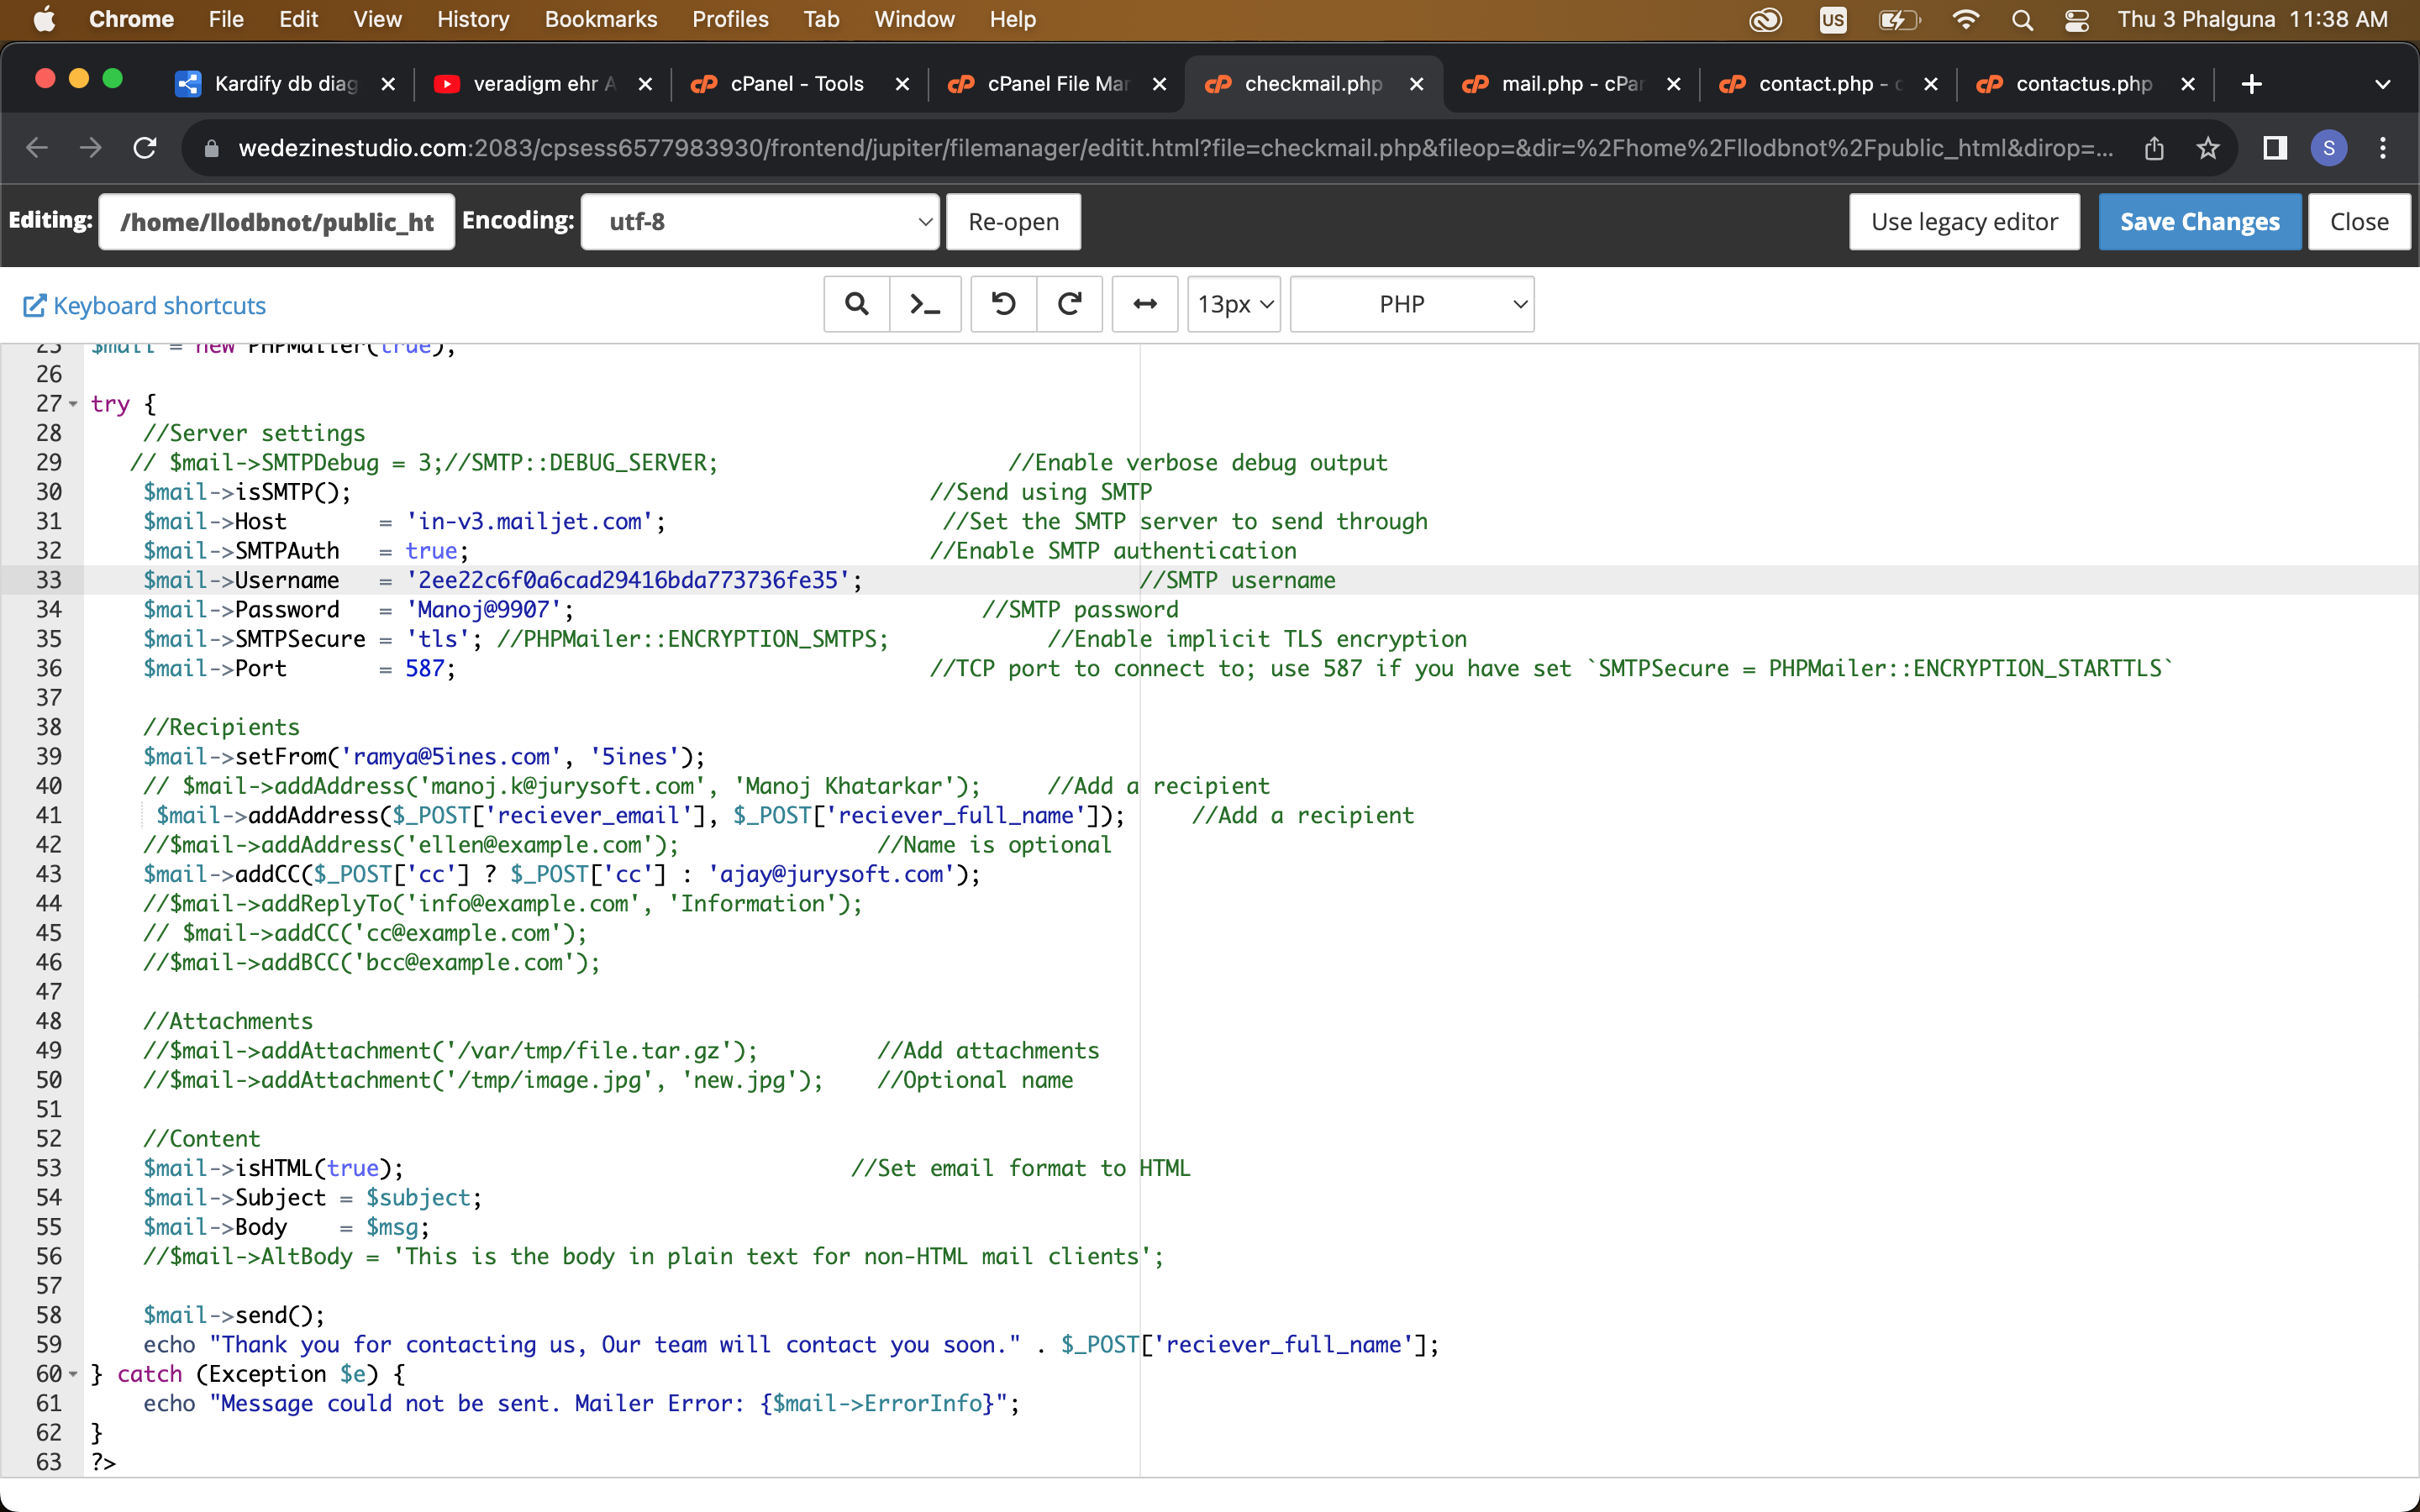 Chrome File Edit View History Bookmarks Profiles Tab Window Help US Thu 3 Phalguna 11:38 AM
Kardify db diag veradigm ehr A cPanel - Tools cPanel File Mar checkmail.php mail.php - cPar contact.php - c contactus.php
wedezinestudio.com:2083/cpsess6577983930/frontend/jupiter/filemanager/editit.html?file=checkmail.php&fileop=&dir=%2Fhome%2Fllodbnot%2Fpublic_html&dirop=... S
Editing: /home/llodbnot/public_ht Encoding: utf-8 Re-open Use legacy editor Save Changes Close
Keyboard shortcuts 13px PHP
25 $mail = new PHPMailer(true);
26
27 try {
28 //Server settings
29 // $mail->SMTPDebug = 3;//SMTP::DEBUG_SERVER; //Enable verbose debug output
30 $mail->isSMTP(); //Send using SMTP
31 $mail->Host = 'in-v3.mailjet.com'; //Set the SMTP server to send through
32 $mail->SMTPAuth = true; //Enable SMTP authentication
33 $mail->Username = '2ee22c6f0a6cad29416bda773736fe35'; //SMTP username
34 $mail->Password = 'Manoj@9907'; //SMTP password
35 $mail->SMTPSecure = 'tls'; //PHPMailer::ENCRYPTION_SMTPS; //Enable implicit TLS encryption
36 $mail->Port = 587; //TCP port to connect to; use 587 if you have set `SMTPSecure = PHPMailer::ENCRYPTION_STARTTLS`
37
38 //Recipients
39 $mail->setFrom('ramya@5ines.com', '5ines');
40 // $mail->addAddress('manoj.k@jurysoft.com', 'Manoj Khatarkar'); //Add a recipient
41 $mail->addAddress($_POST['reciever_email'], $_POST['reciever_full_name']); //Add a recipient
42 //$mail->addAddress('ellen@example.com'); //Name is optional
43 $mail->addCC($_POST['cc'] ? $_POST['cc'] : 'ajay@jurysoft.com');
44 //$mail->addReplyTo('info@example.com', 'Information');
45 // $mail->addCC('cc@example.com');
46 //$mail->addBCC('bcc@example.com');
47
48 //Attachments
49 //$mail->addAttachment('/var/tmp/file.tar.gz'); //Add attachments
50 //$mail->addAttachment('/tmp/image.jpg', 'new.jpg'); //Optional name
51
52 //Content
53 $mail->isHTML(true); //Set email format to HTML
54 $mail->Subject = $subject;
55 $mail->Body = $msg;
56 //$mail->AltBody = 'This is the body in plain text for non-HTML mail clients';
57
58 $mail->send();
59 echo "Thank you for contacting us, Our team will contact you soon." . $_POST['reciever_full_name'];
60 } catch (Exception $e) {
61 echo "Message could not be sent. Mailer Error: {$mail->ErrorInfo}";
62 }
63 ?>